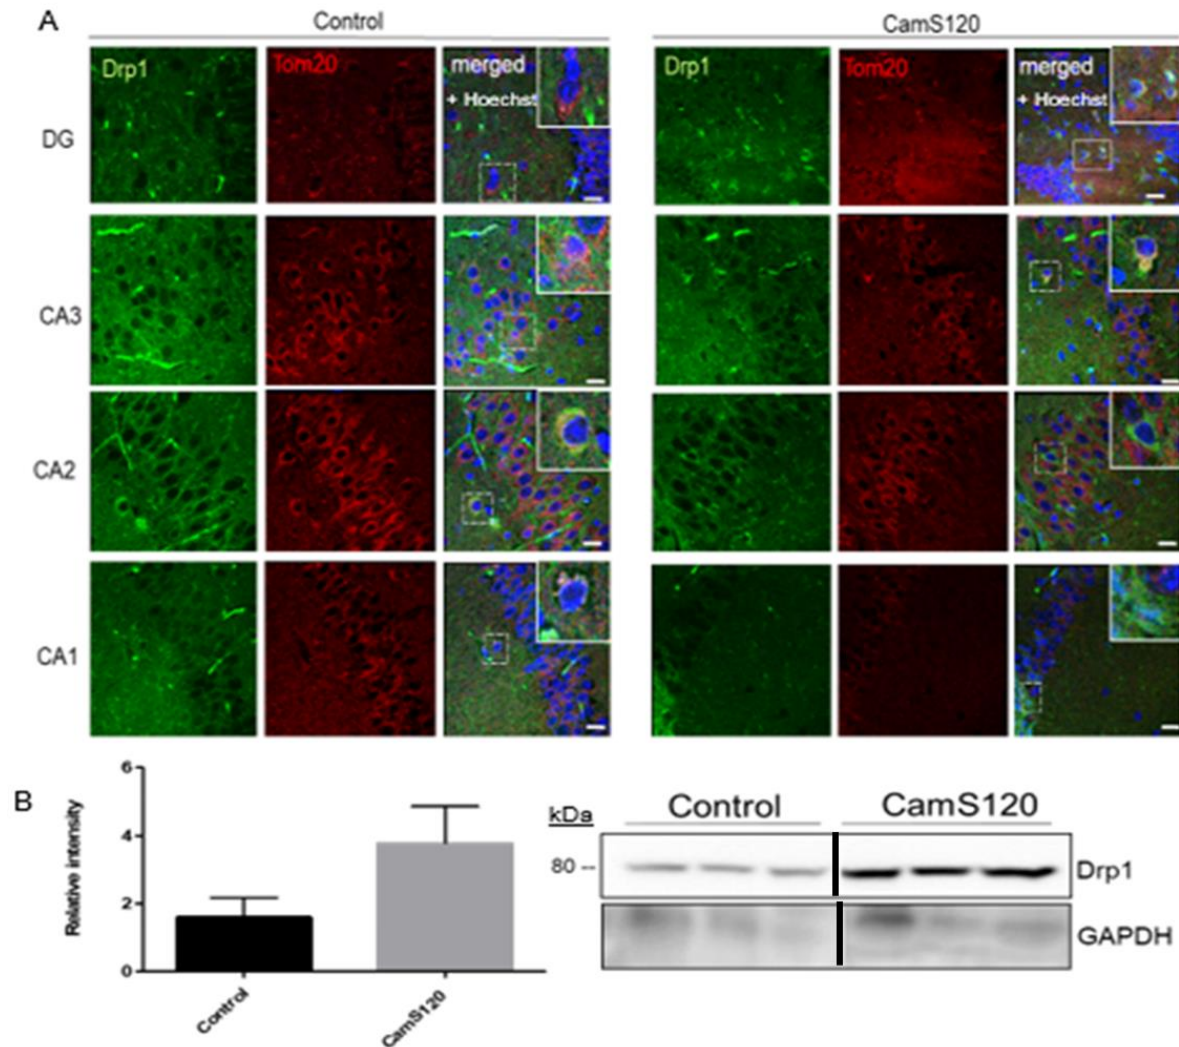 A
Control
CamS120
Drp1
Tom20
merged
+ Hoechst
Drp1
Tom20
merged
+ Hoechst
DG
CA3
CA2
CA1
B
Relative intensity
6
4
2
0
Control
CamS120
kDa
Control
CamS120
80 --
Drp1
GAPDH